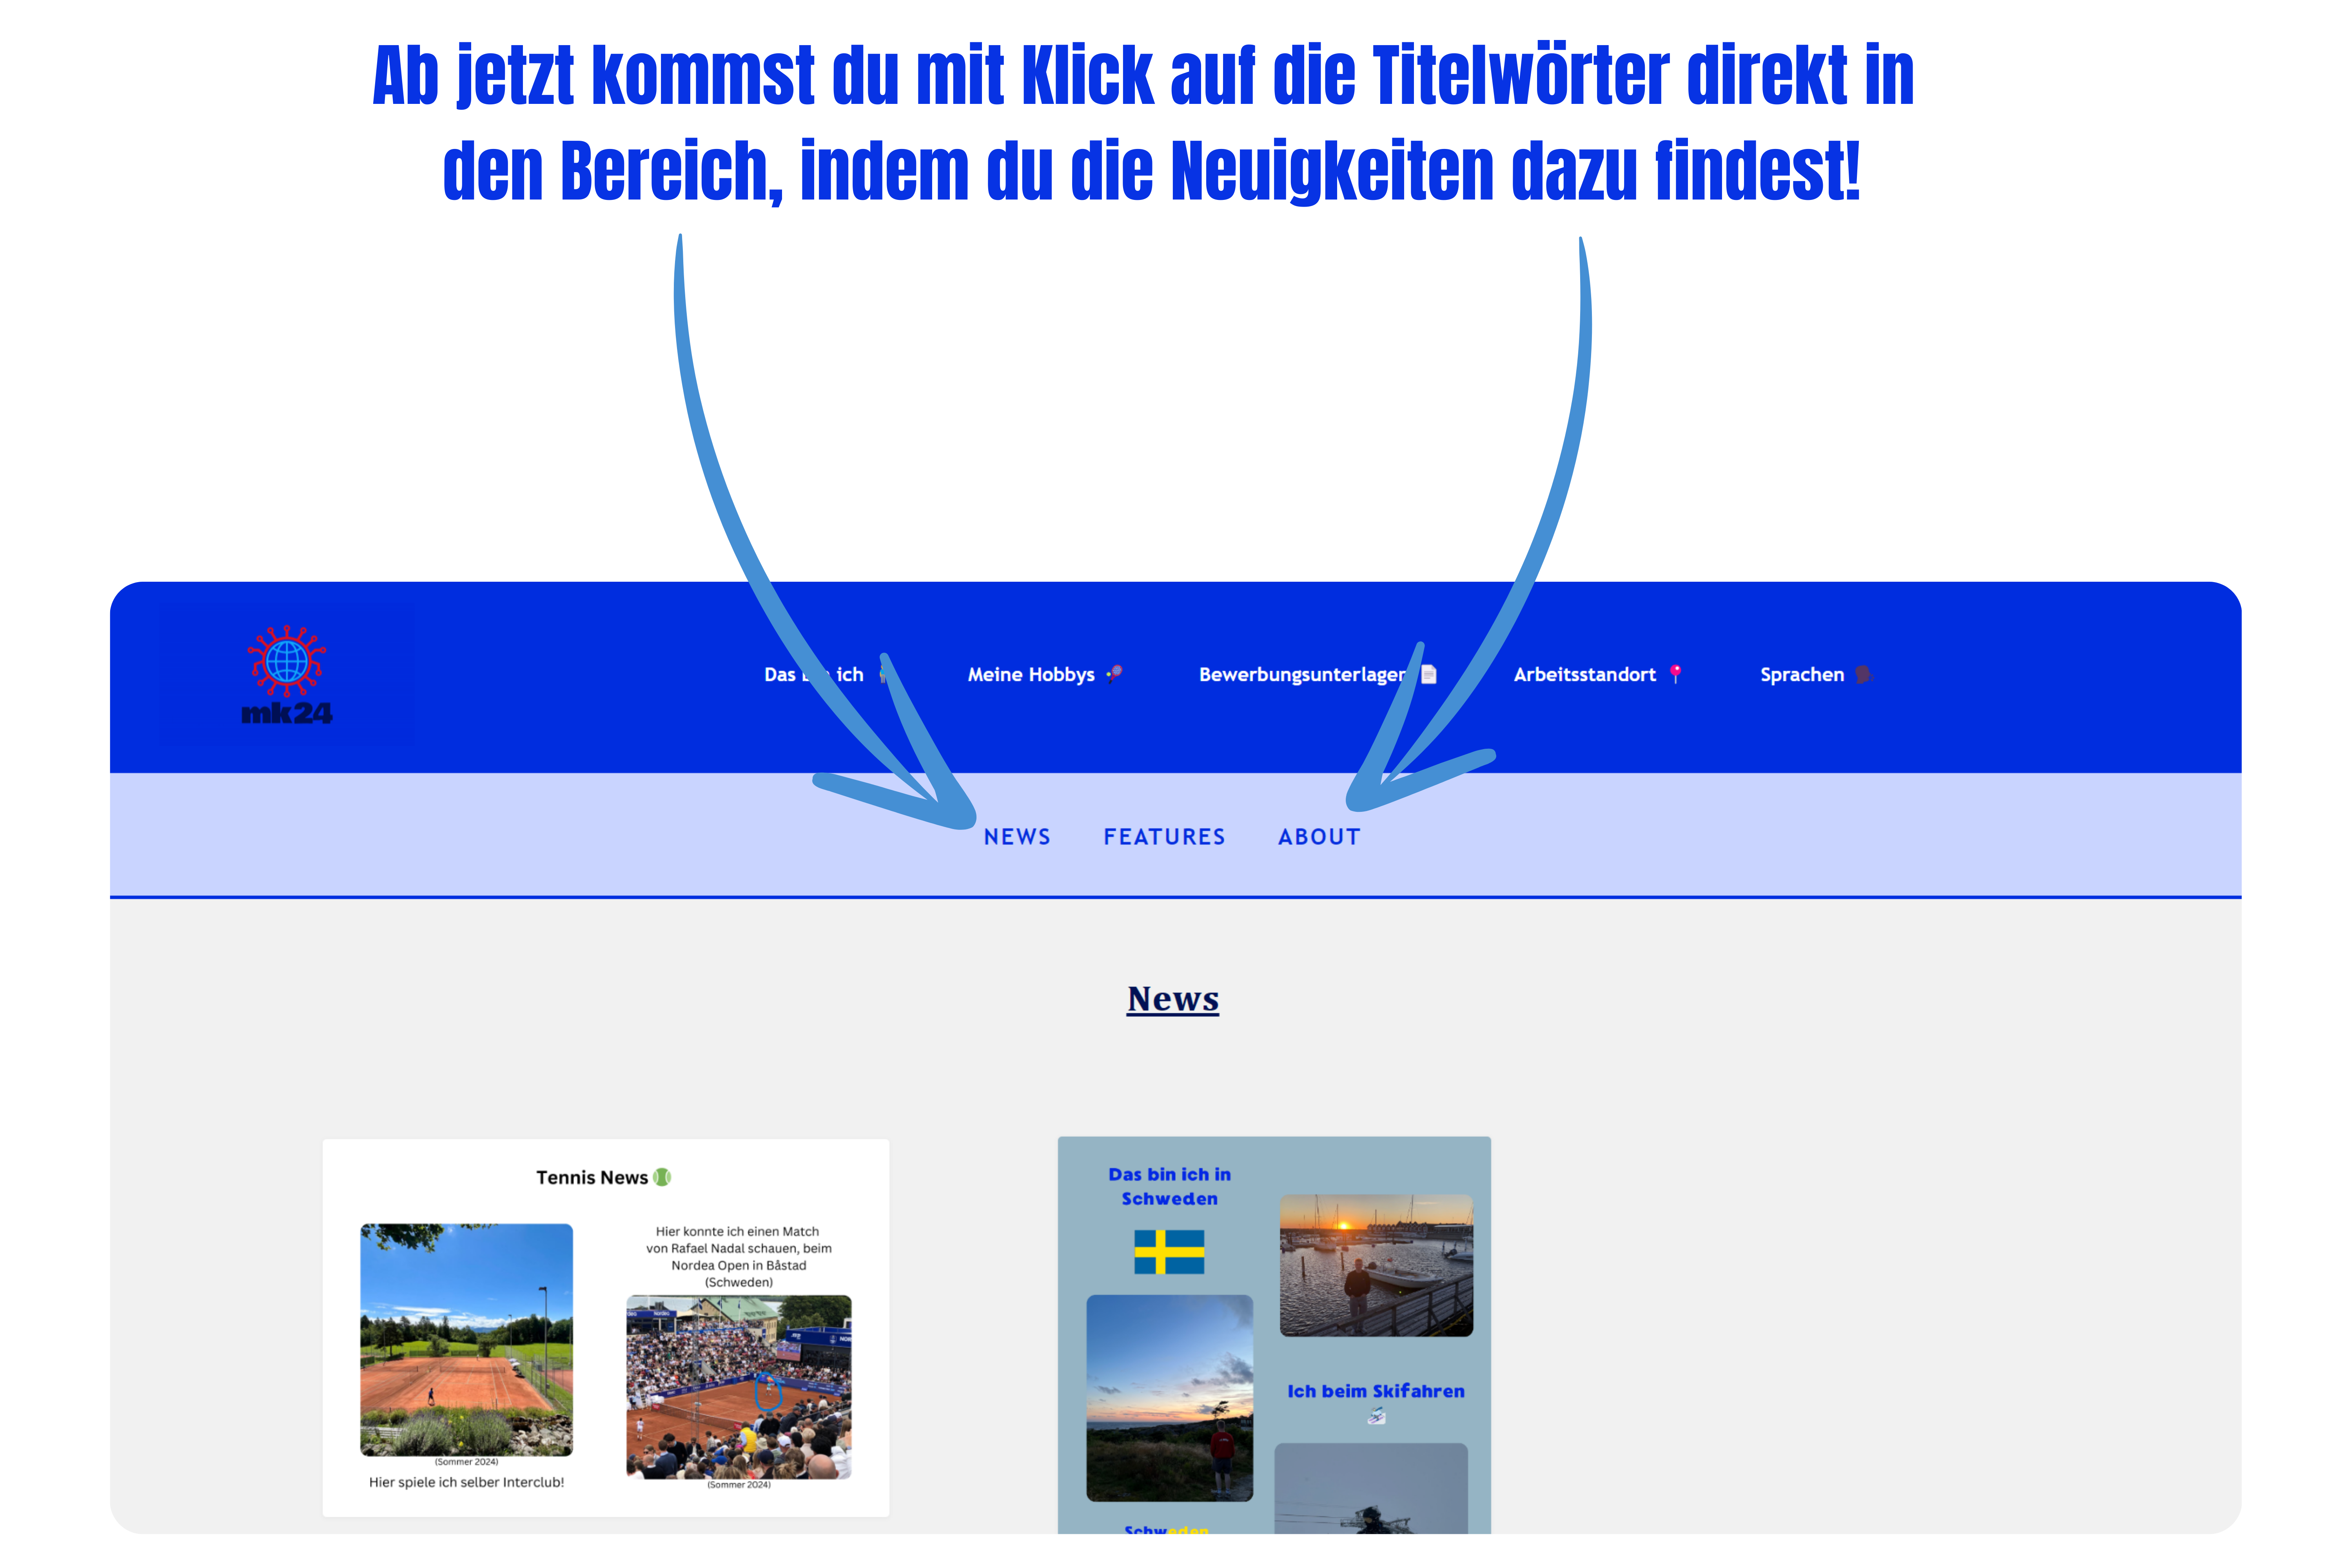 Ab jetzt kommst du mit Klick auf die Titelwörter direkt in
den Bereich, indem du die Neuigkeiten dazu findest!
mk24
Das ich
Meine Hobbys
Bewerbungsunterlagen
Arbeitsstandort
Sprachen
NEWS FEATURES ABOUT
News
Tennis News
(Sommer 2024)
Hier spiele ich selber Interclub!
Hier konnte ich einen Match
von Rafael Nadal schauen, beim
Nordea Open in Båstad
(Schweden)
(Sommer 2024)
Das bin ich in
Schweden
Ich beim Skifahren
Schweden